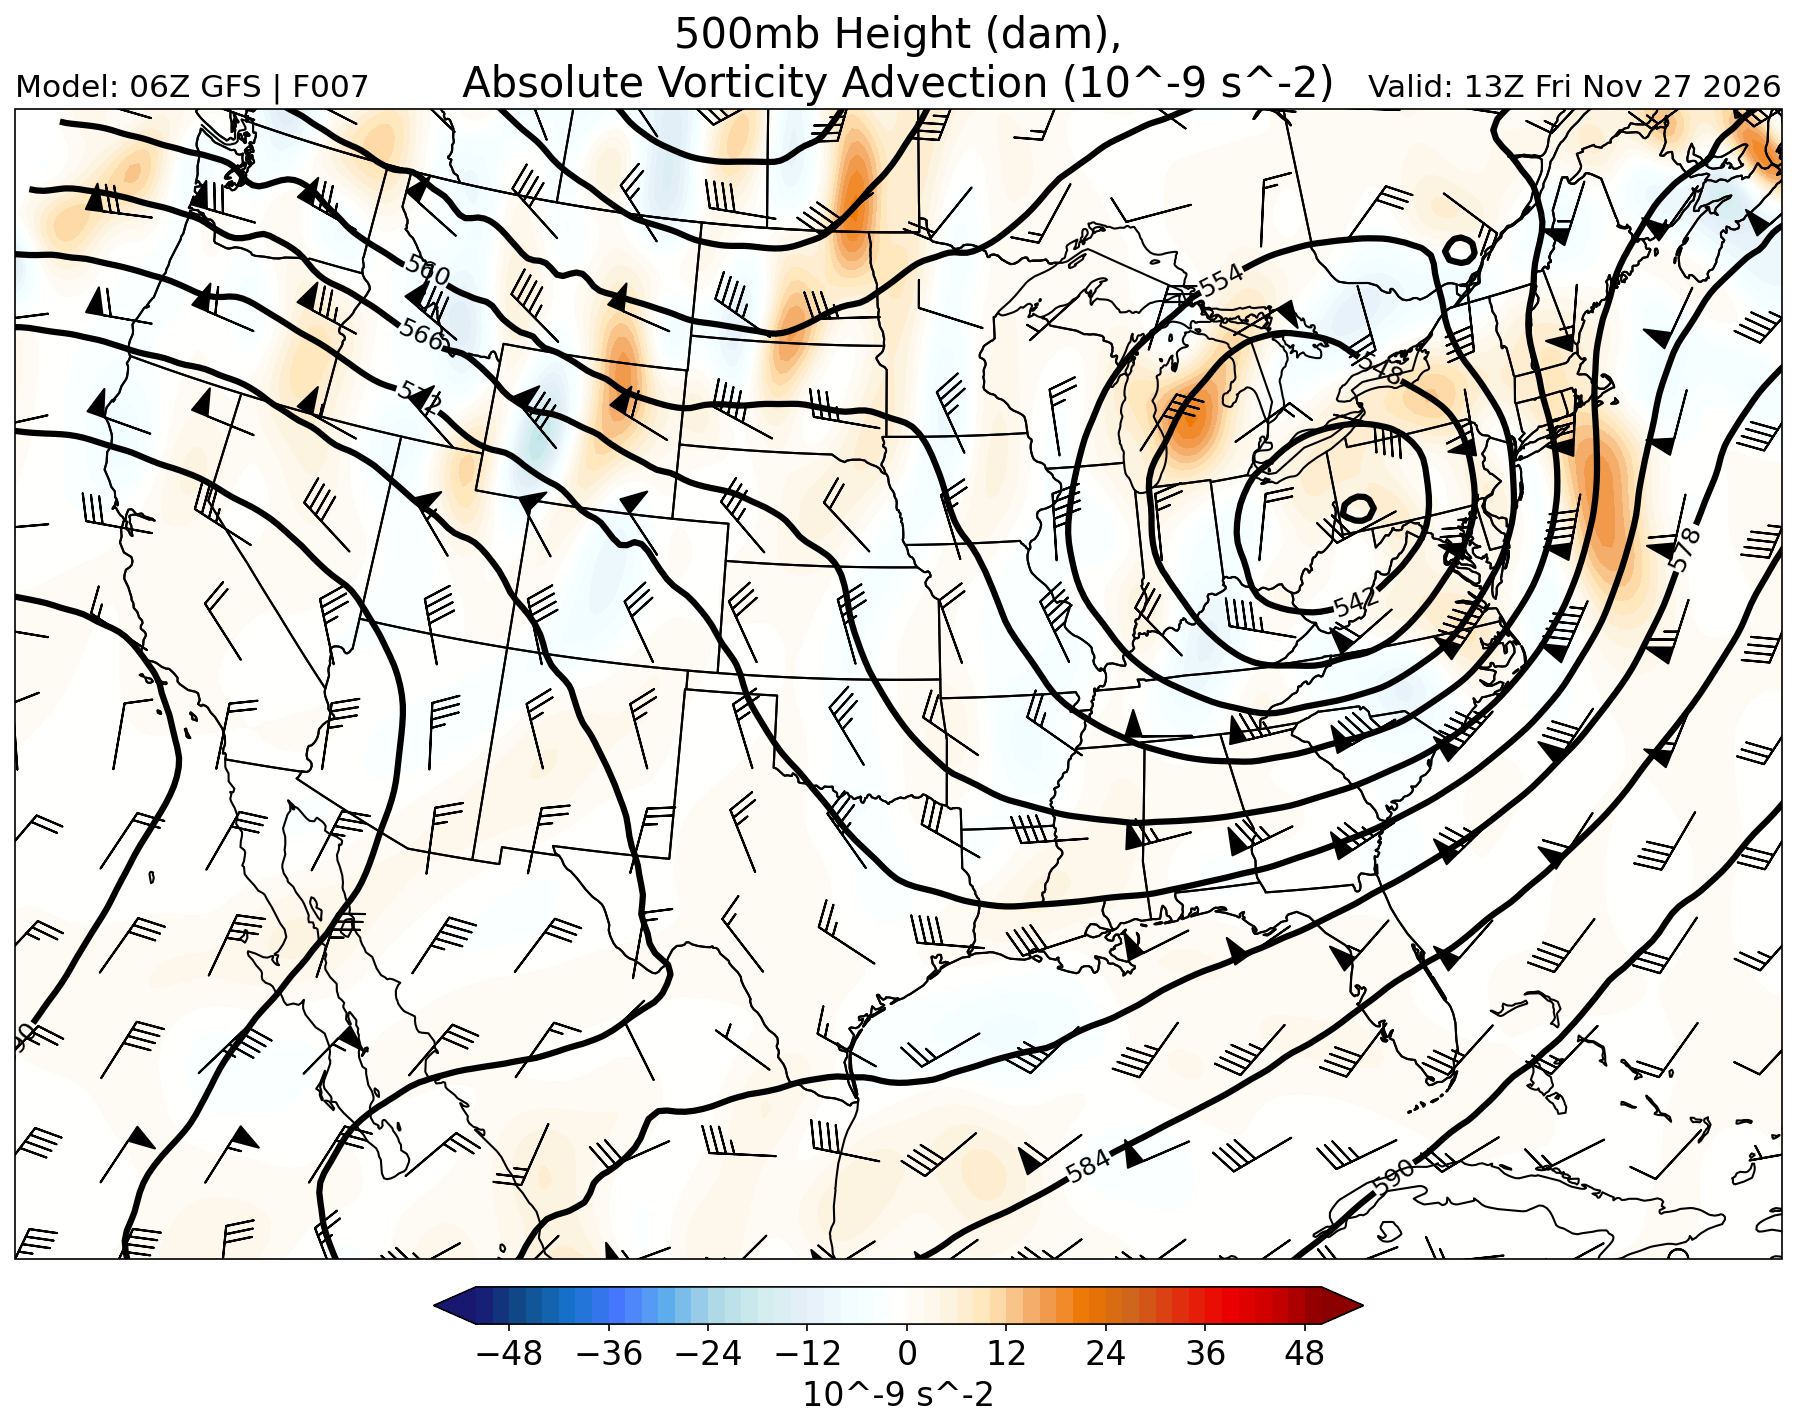 500mb Height (dam),
Model: 06Z GFS | F007
Absolute Vorticity Advection (10^-9 s^-2)
Valid: 13Z Fri Nov 27 2026
554
560
566
548
572
578
542
584
590
−48 −36 −24 −12 0 12 24 36 48
10^-9 s^-2